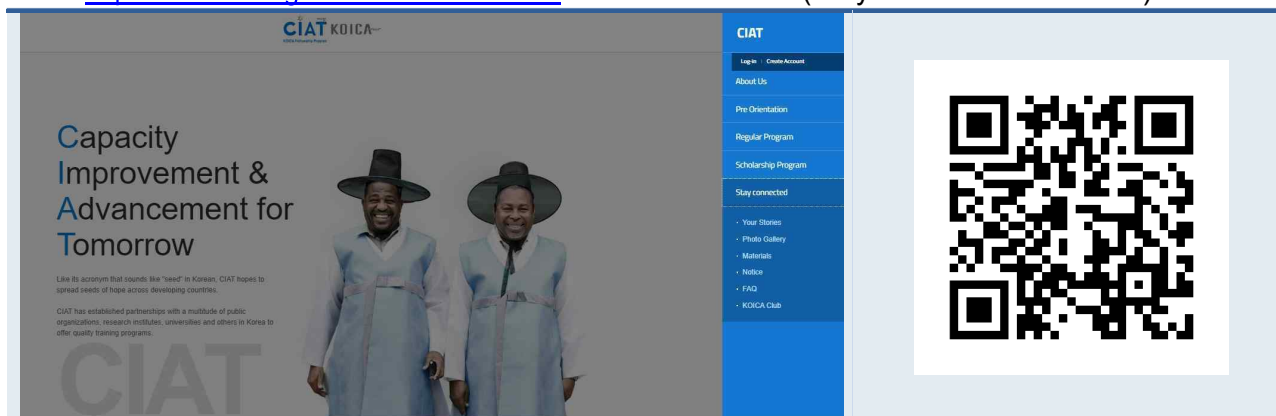 CIAT KOICA
KOICA Fellowship Program
Capacity
Improvement &
Advancement for
Tomorrow
Like its acronym that sounds like "seed" in Korean, CIAT hopes to
spread seeds of hope across developing countries.
CIAT has established partnerships with a multitude of public
organizations, research institutes, universities and others in Korea to
offer quality training programs.
CIAT
CIAT
Log-in | Create Account
About Us
Pre Orientation
Regular Program
Scholarship Program
Stay connected
· Your Stories
· Photo Gallery
· Materials
· Notice
· FAQ
· KOICA Club